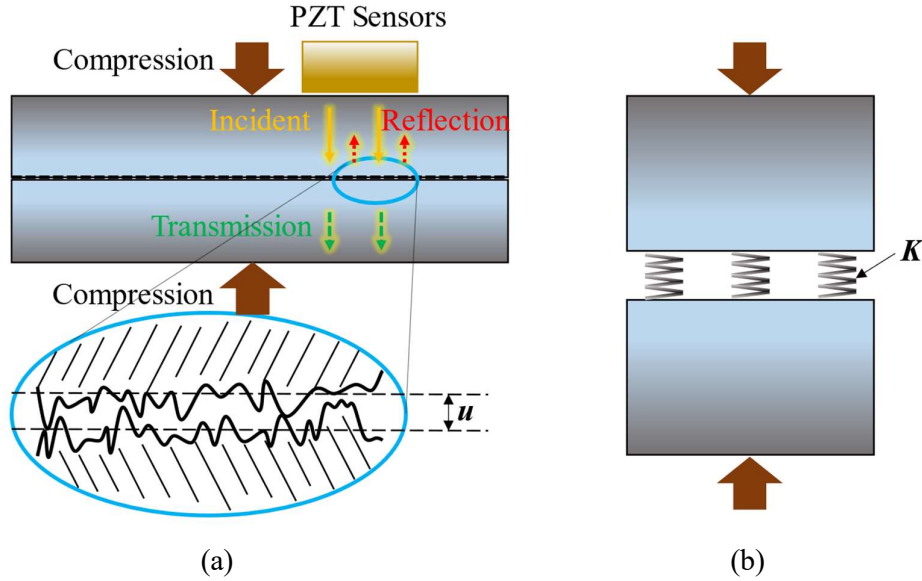 PZT Sensors
Compression
Incident
Reflection
Transmission
Compression
u
K
(a)
(b)